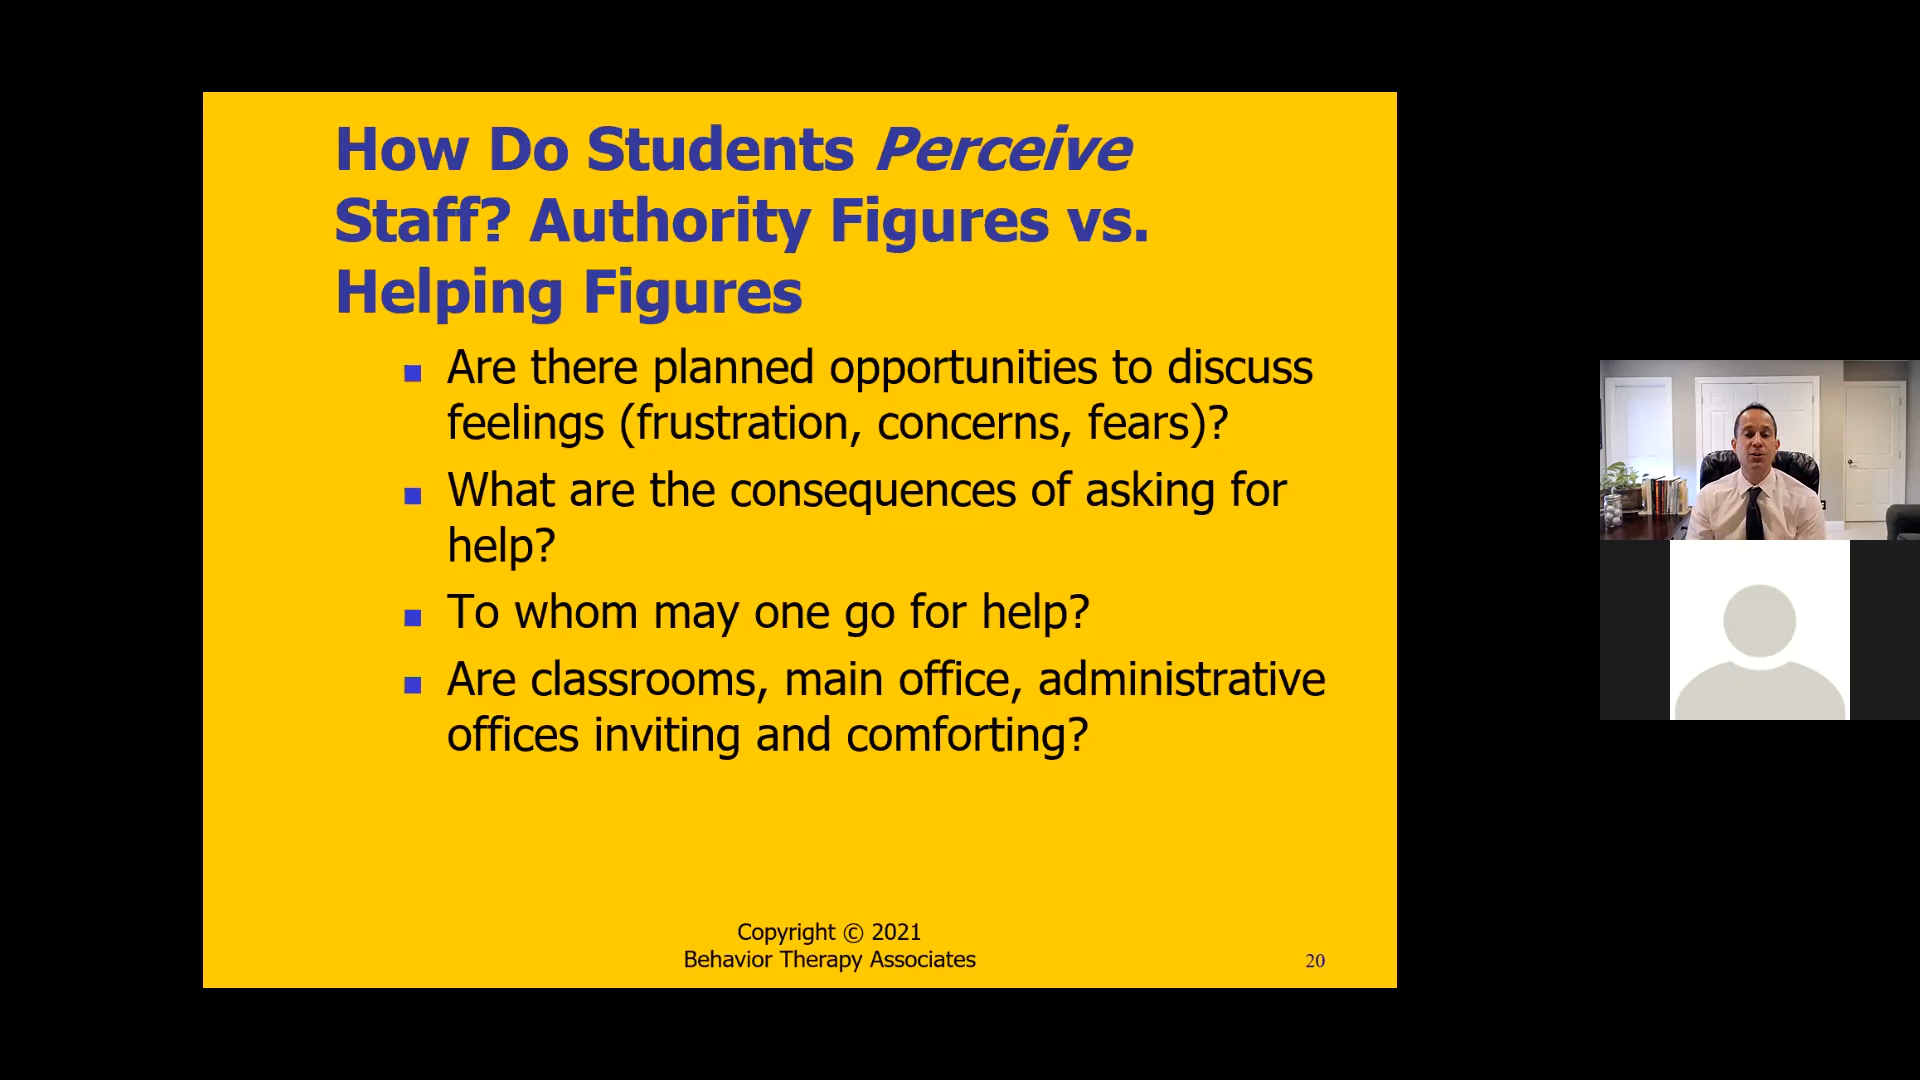 How Do Students Perceive
Staff? Authority Figures vs.
Helping Figures
Are there planned opportunities to discuss
feelings (frustration, concerns, fears)?
What are the consequences of asking for
help?
To whom may one go for help?
Are classrooms, main office, administrative
offices inviting and comforting?
Copyright © 2021
Behavior Therapy Associates
20